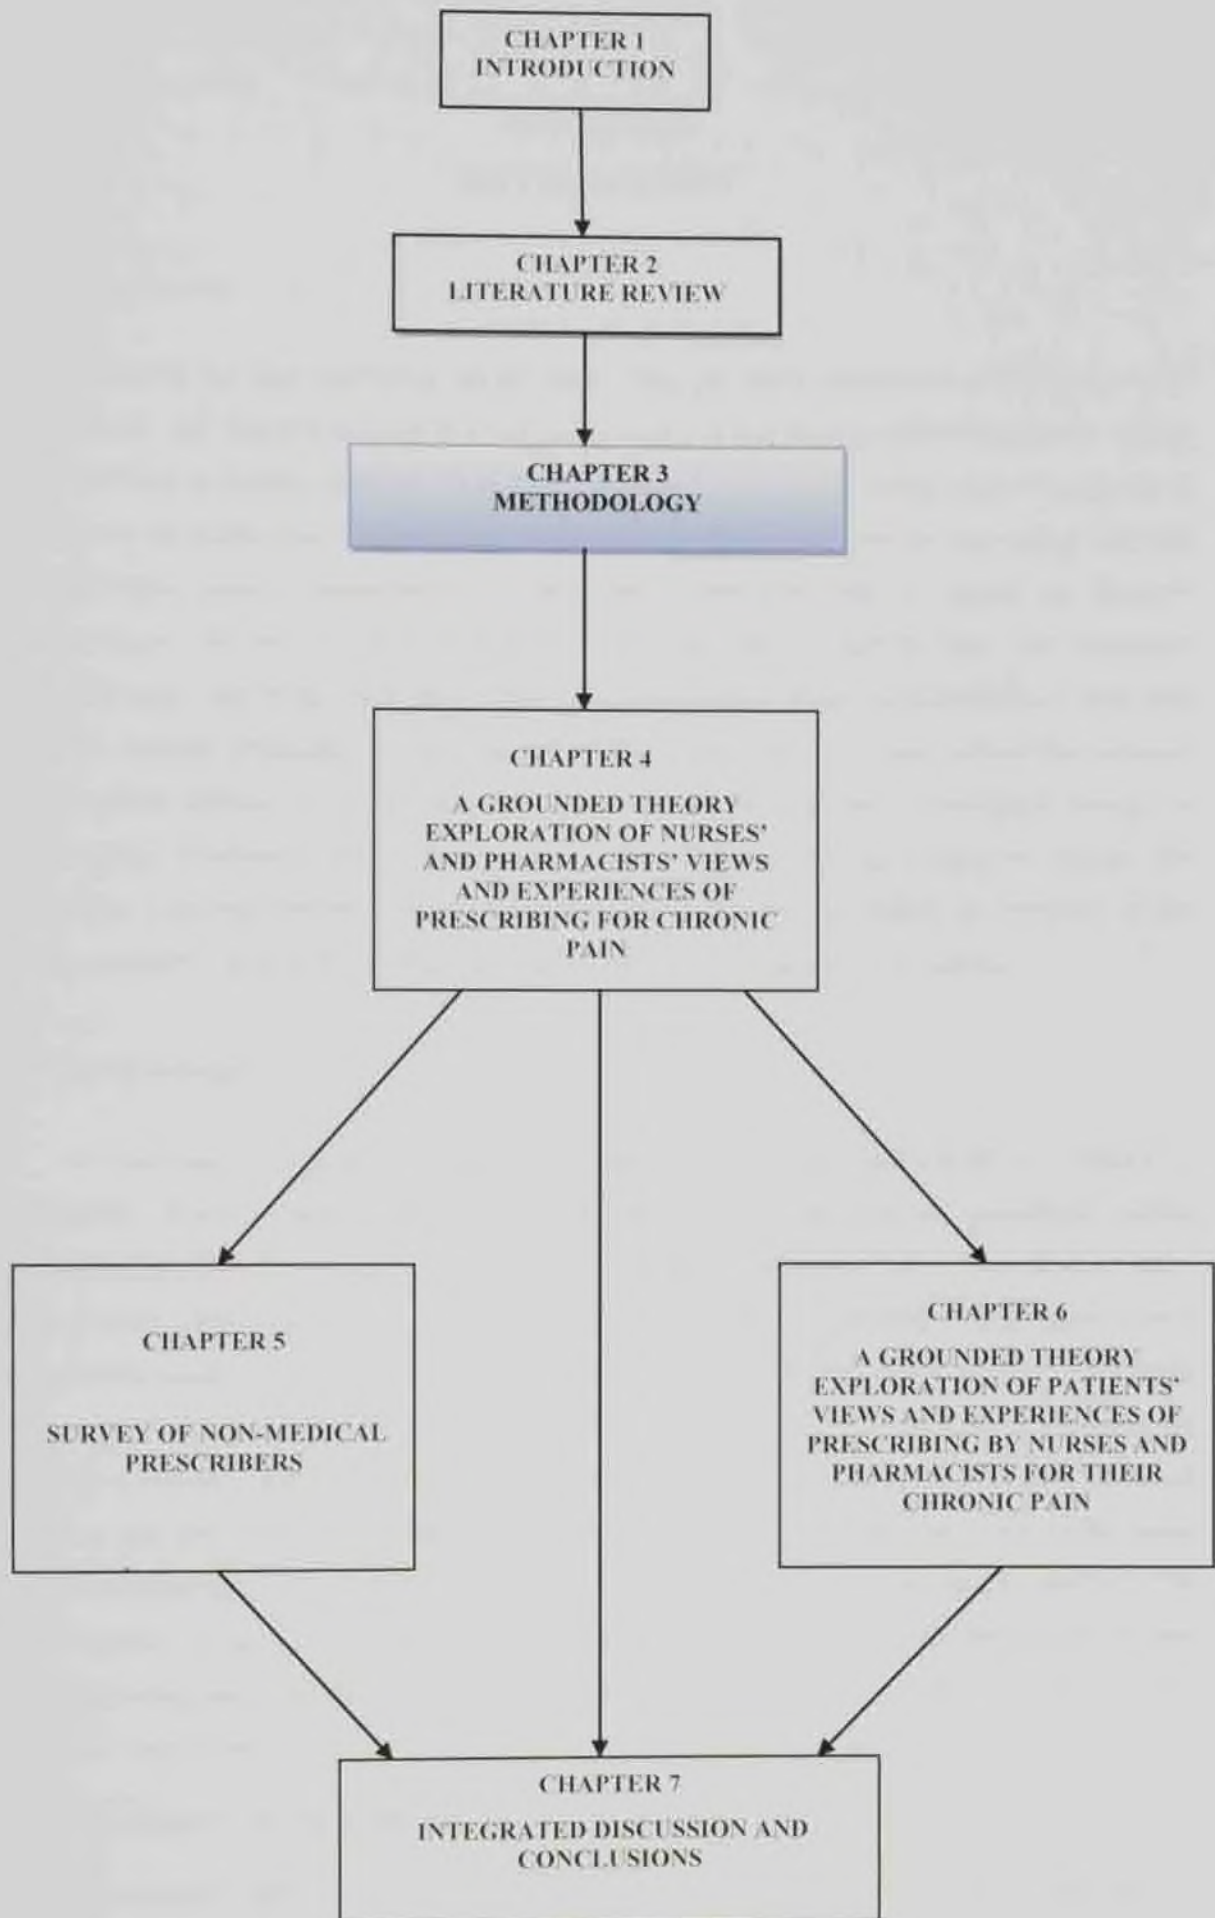 CHAPTER 1
INTRODUCTION
CHAPTER 2
LITERATURE REVIEW
CHAPTER 3
METHODOLOGY
CHAPTER 4
A GROUNDED THEORY
EXPLORATION OF NURSES'
AND PHARMACISTS' VIEWS
AND EXPERIENCES OF
PRESCRIBING FOR CHRONIC
PAIN
CHAPTER 5
SURVEY OF NON-MEDICAL
PRESCRIBERS
CHAPTER 6
A GROUNDED THEORY
EXPLORATION OF PATIENTS'
VIEWS AND EXPERIENCES OF
PRESCRIBING BY NURSES AND
PHARMACISTS FOR THEIR
CHRONIC PAIN
CHAPTER 7
INTEGRATED DISCUSSION AND
CONCLUSIONS